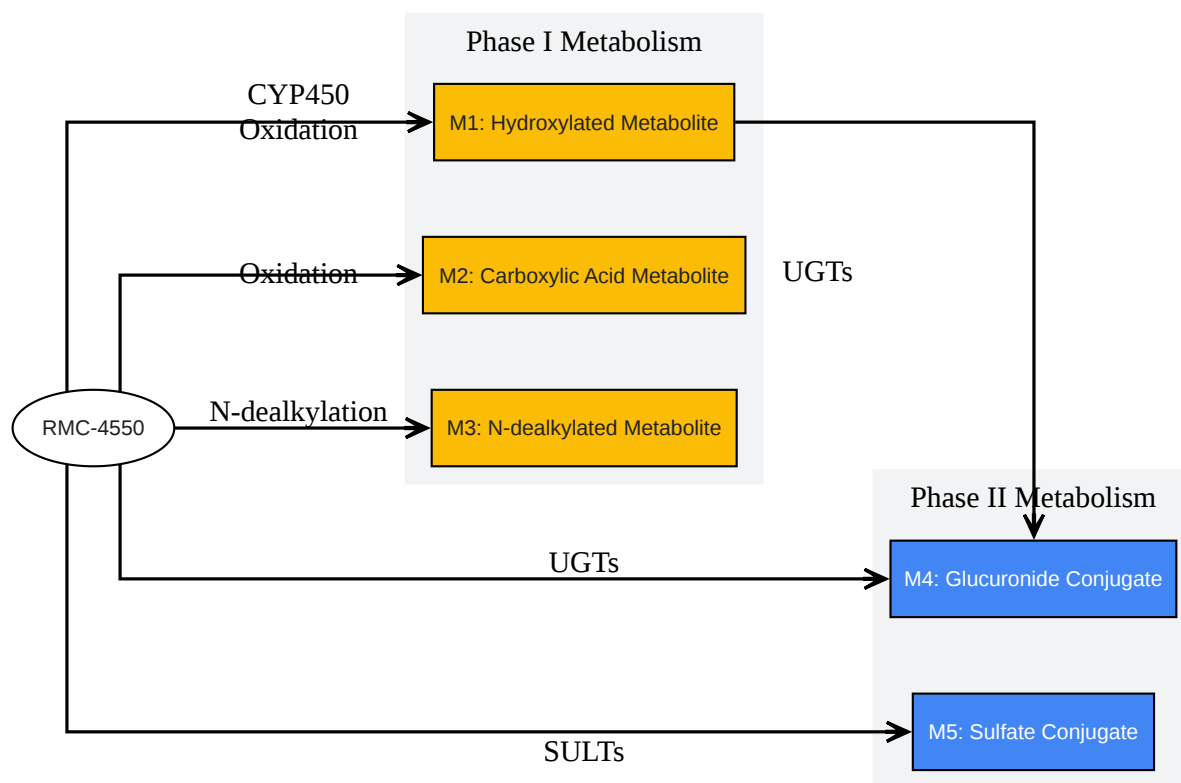 Phase I Metabolism
CYP450
Oxidation
M1: Hydroxylated Metabolite
Oxidation
M2: Carboxylic Acid Metabolite
UGTs
N-dealkylation
RMC-4550
M3: N-dealkylated Metabolite
Phase II Metabolism
UGTs
M4: Glucuronide Conjugate
M5: Sulfate Conjugate
SULTs